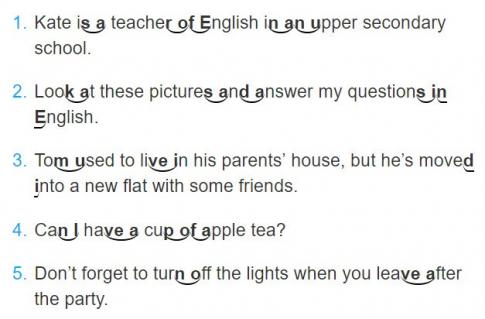 1. Kate is a teacher of English in an upper secondary
school.
2. Look at these pictures and answer my questions in
English.
3. Tom used to live in his parents' house, but he's moved
into a new flat with some friends.
4. Can I have a cup of apple tea?
5. Don't forget to turn off the lights when you leave after
the party.